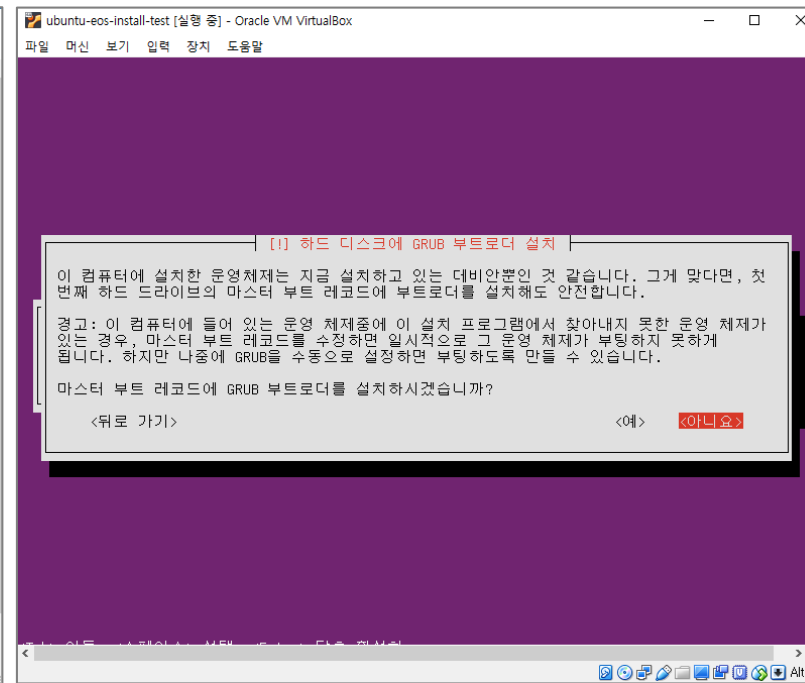 ubuntu-eos-install-test [실행 중] - Oracle VM VirtualBox
파일 머신 보기 입력 장치 도움말
[!] 하드 디스크에 GRUB 부트로더 설치
이 컴퓨터에 설치한 운영체제는 지금 설치하고 있는 데비안뿐인 것 같습니다. 그게 맞다면, 첫
번째 하드 드라이브의 마스터 부트 레코드에 부트로더를 설치해도 안전합니다.
경고: 이 컴퓨터에 들어 있는 운영 체제중에 이 설치 프로그램에서 찾아내지 못한 운영 체제가
있는 경우, 마스터 부트 레코드를 수정하면 일시적으로 그 운영 체제가 부팅하지 못하게
됩니다. 하지만 나중에 GRUB을 수동으로 설정하면 부팅하도록 만들 수 있습니다.
마스터 부트 레코드에 GRUB 부트로더를 설치하시겠습니까?
<뒤로 가기> <예> <아니요>
Alt